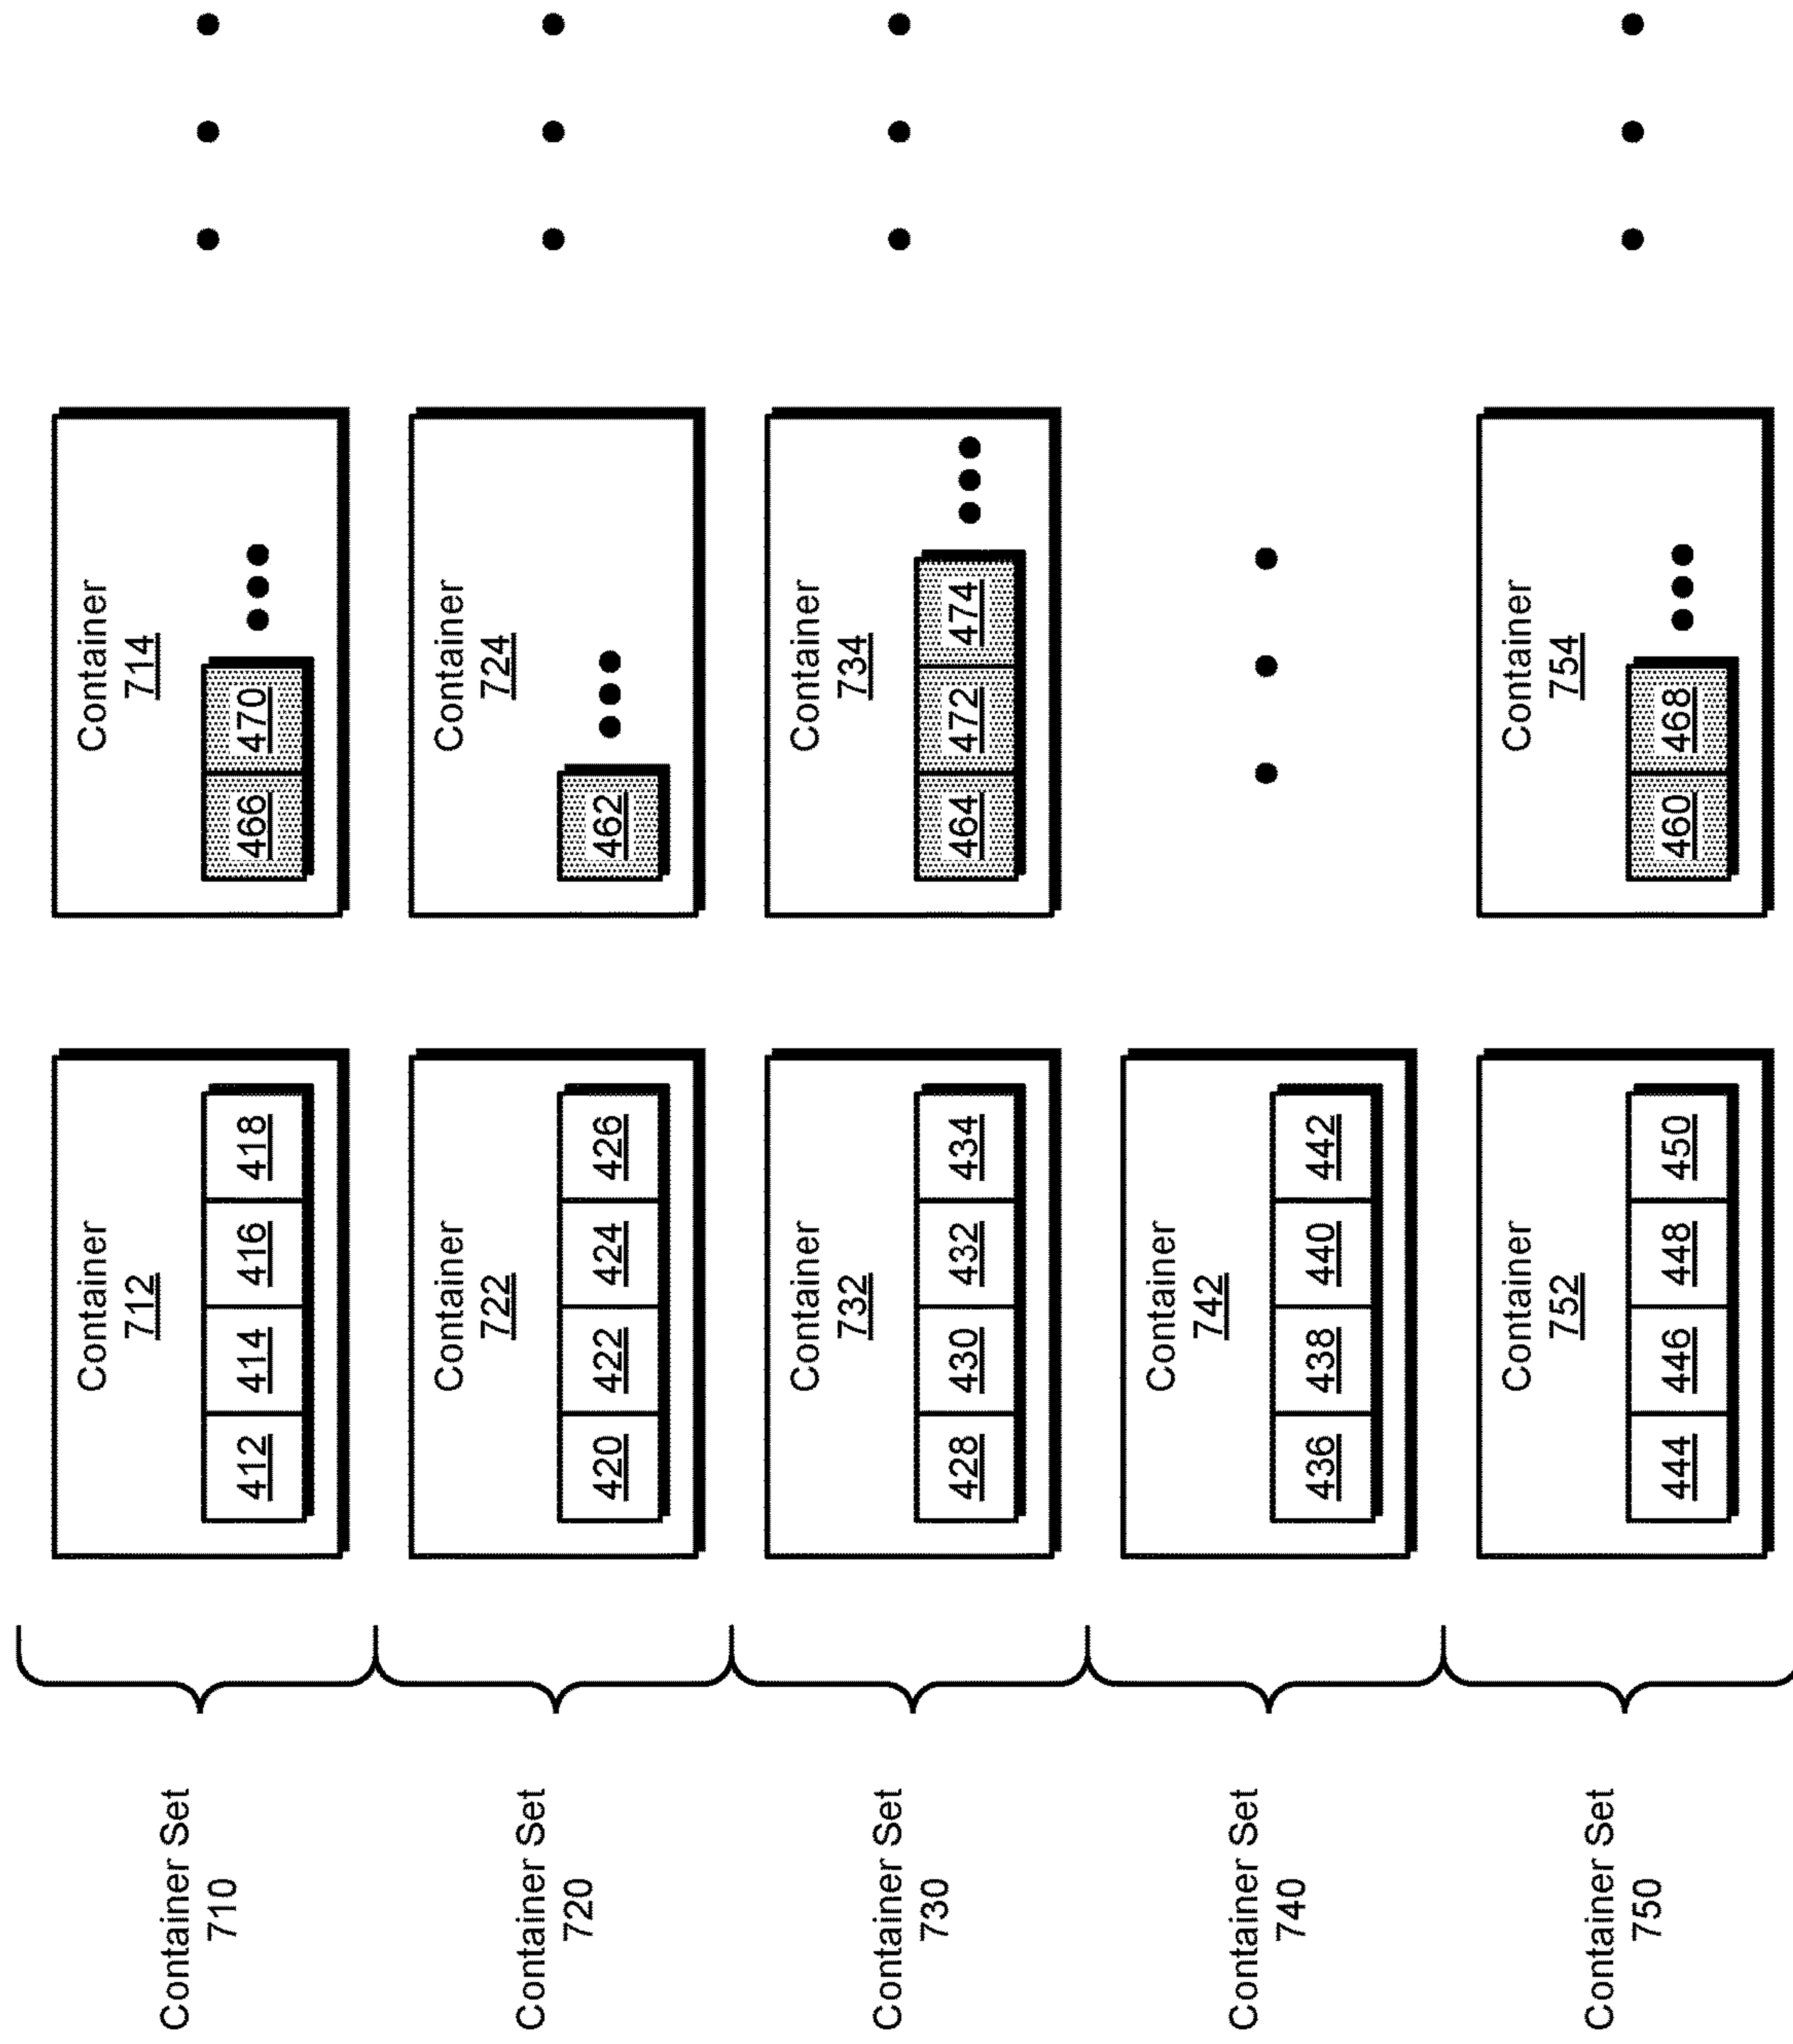 Container Set
710
Container
712
412 414 416 418
Container
714
466 470
Container Set
720
Container
722
420 422 424 426
Container
724
462
Container Set
730
Container
732
428 430 432 434
Container
734
464 472 474
Container Set
740
Container
742
436 438 440 442
Container Set
750
Container
752
444 446 448 450
Container
754
460 468